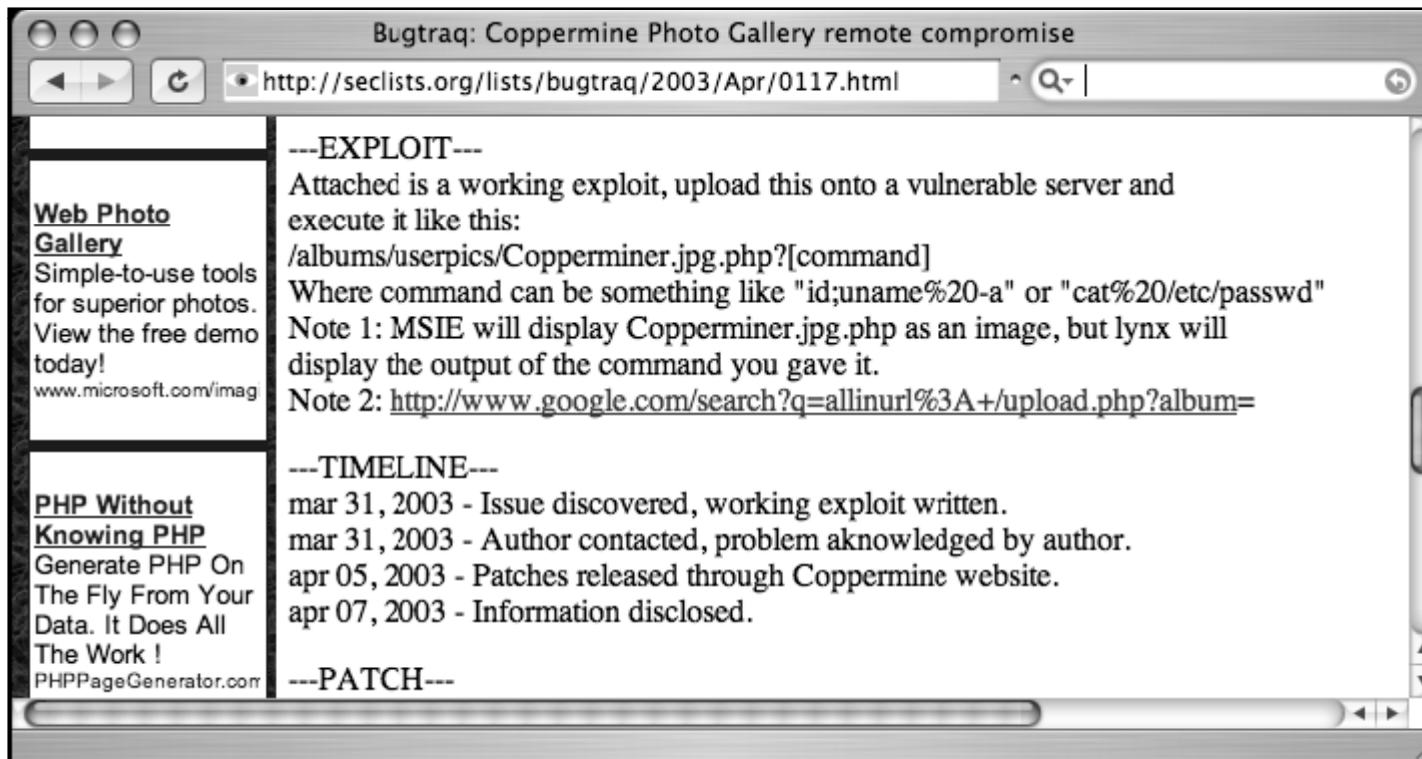 Bugtraq: Coppermine Photo Gallery remote compromise
http://seclists.org/lists/bugtraq/2003/Apr/0117.html
Web Photo
Gallery
Simple-to-use tools
for superior photos.
View the free demo
today!
www.microsoft.com/imagi
PHP Without
Knowing PHP
Generate PHP On
The Fly From Your
Data. It Does All
The Work !
PHPPageGenerator.com
---EXPLOIT---
Attached is a working exploit, upload this onto a vulnerable server and
execute it like this:
/albums/userpics/Copperminer.jpg.php?[command]
Where command can be something like "id;uname%20-a" or "cat%20/etc/passwd"
Note 1: MSIE will display Copperminer.jpg.php as an image, but lynx will
display the output of the command you gave it.
Note 2: http://www.google.com/search?q=allinurl%3A+/upload.php?album=
---TIMELINE---
mar 31, 2003 - Issue discovered, working exploit written.
mar 31, 2003 - Author contacted, problem aknowledged by author.
apr 05, 2003 - Patches released through Coppermine website.
apr 07, 2003 - Information disclosed.
---PATCH---